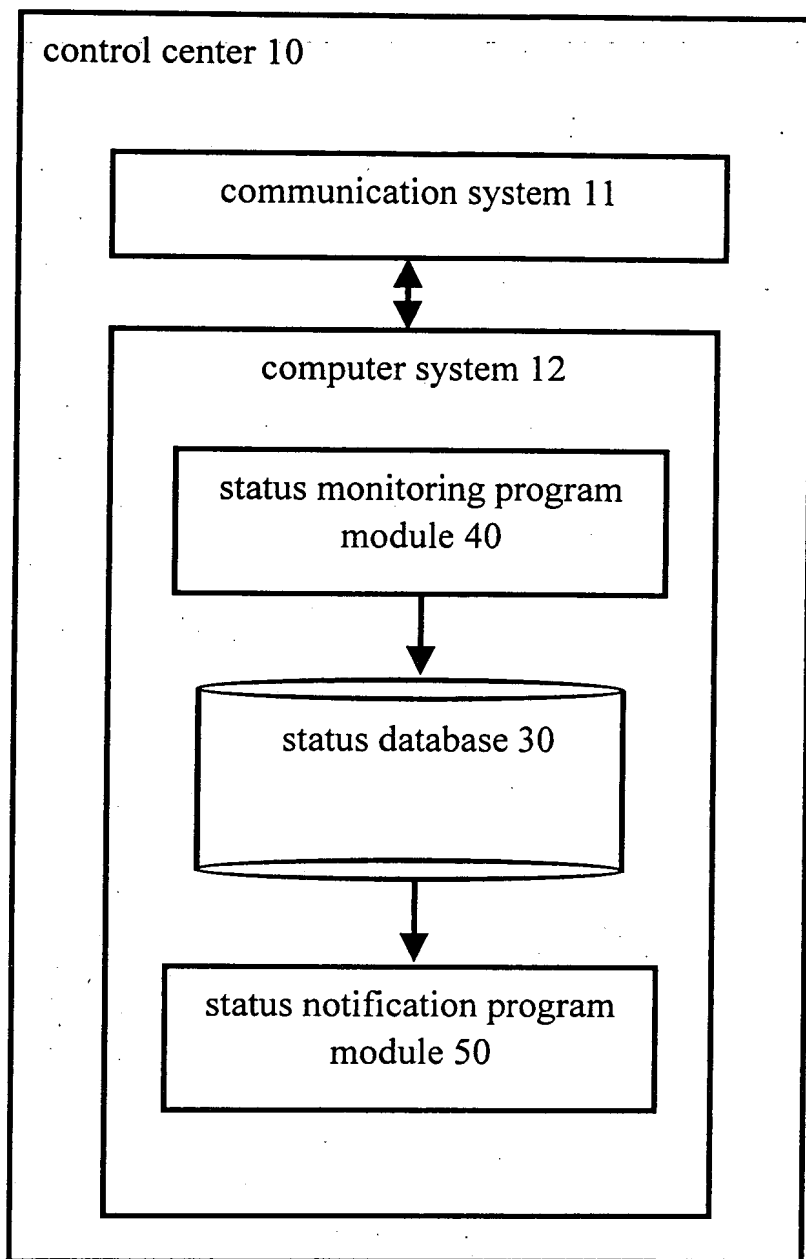 control center 10
communication system 11
computer system 12
status monitoring program
module 40
status database 30
status notification program
module 50